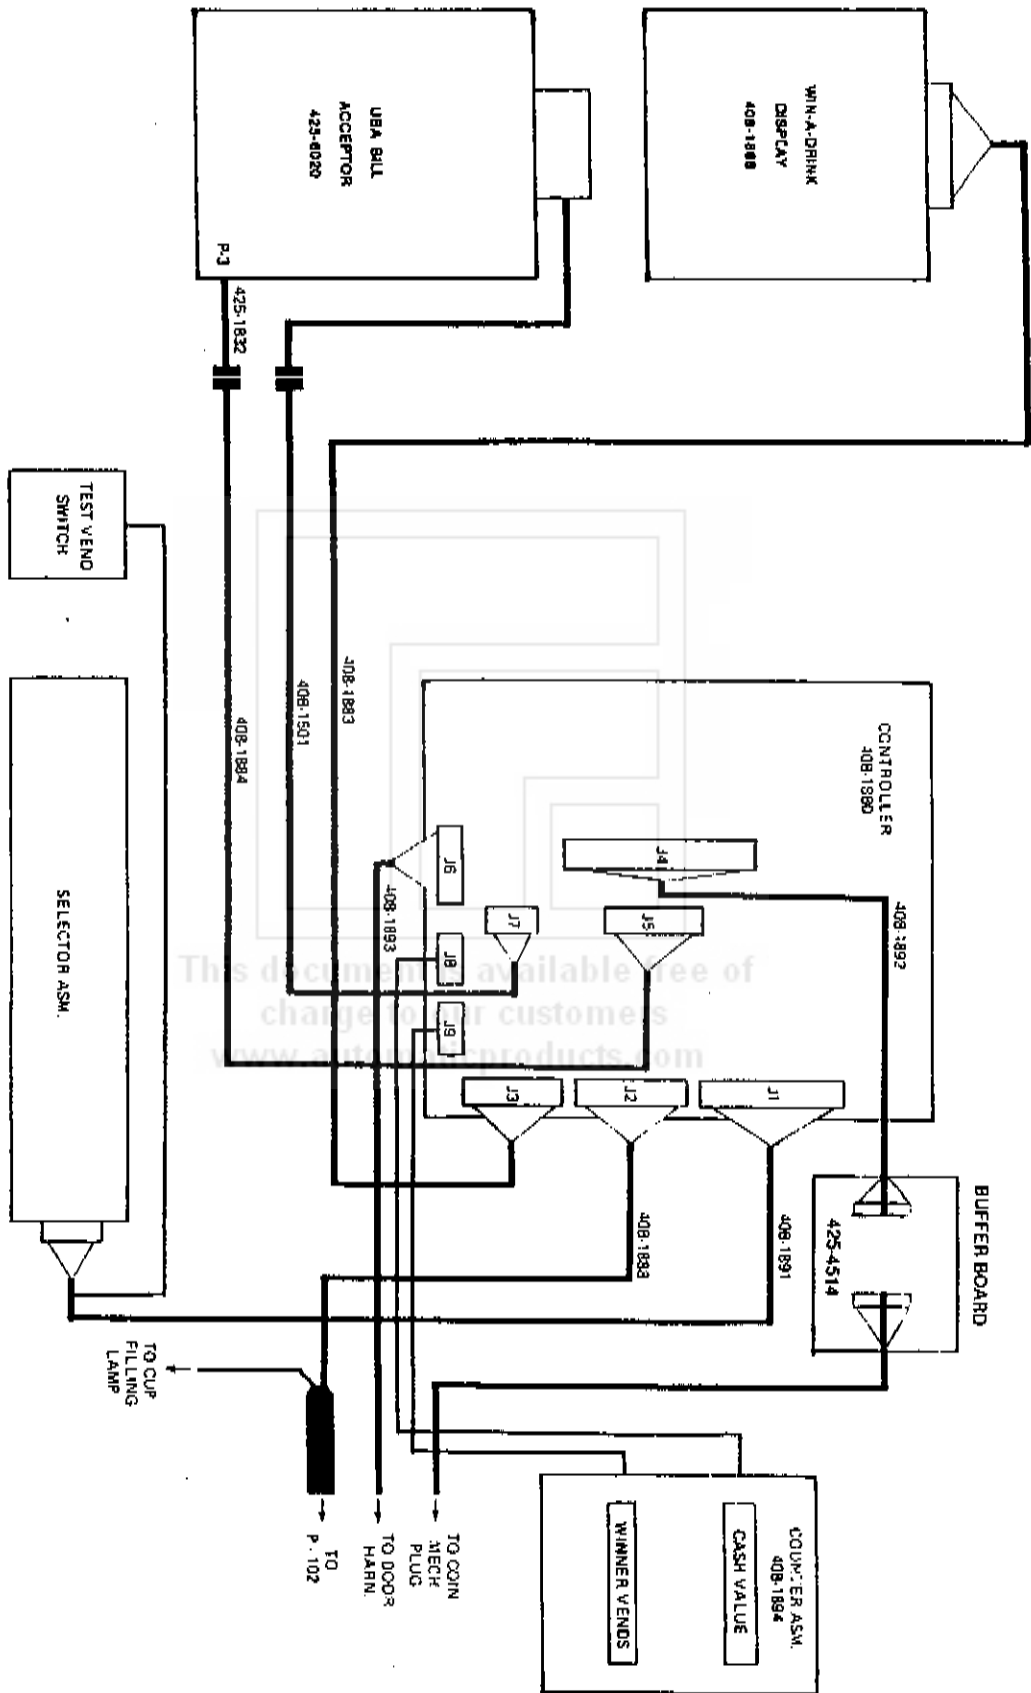 WIN-A-DRINK
DISPLAY
408-1888
UBA BILL
ACCEPTOR
425-6020
P-3
425-1832
TEST VEND
SWITCH
SELECTOR ASM.
408-1883
408-1501
408-1884
CONTROLLER
408-1880
J4
J5
J6
J7
J8
J9
J1
J2
J3
408-1893
408-1892
408-1891
408-1888
BUFFER BOARD
425-4514
COUNTER ASM.
408-1894
CASH VALUE
WINNER VENDS
TO COIN
MECH
PLUG
TO DOOR
HARN.
TO
P-102
TO CUP
FILLING
LAMP
This document is available free of
charge to our customers
www.automaticproducts.com